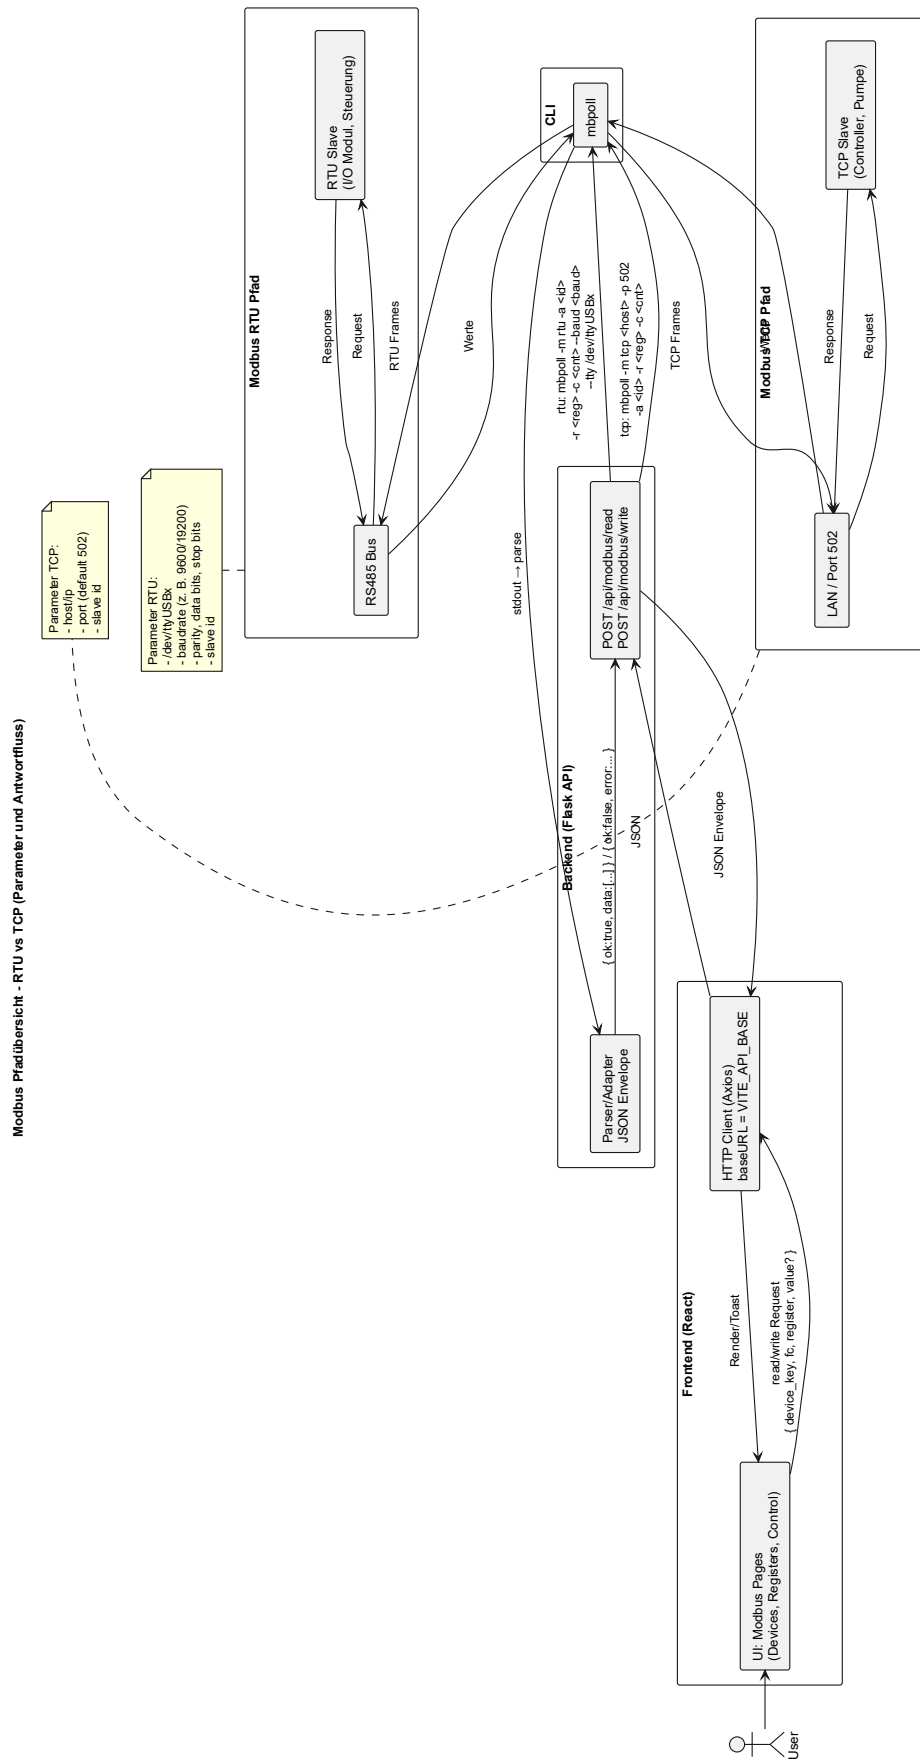 Modbus Pfadübersicht - RTU vs TCP (Parameter und Antwortfluss)
User
Frontend (React)
UI: Modbus Pages
(Devices, Registers, Control)
HTTP Client (Axios)
baseURL = VITE_API_BASE
Render/Toast
read/write Request
{ device_key, fc, register, value? }
Backend (Flask API)
Parser/Adapter
JSON Envelope
POST /api/modbus/read
POST /api/modbus/write
{ ok:true, data:[...] } / { ok:false, error:... }
JSON
JSON Envelope
stdout → parse
CLI
mbpoll
rtu: mbpoll -m rtu -a <id>
-r <reg> -c <cnt> --baud <baud>
--tty /dev/ttyUSBx
tcp: mbpoll -m tcp <host> -p 502
-a <id> -r <reg> -c <cnt>
TCP Frames
Werte
RTU Frames
Modbus RTU Pfad
RS485 Bus
RTU Slave
(I/O Modul, Steuerung)
Response
Request
Modbus TCP Pfad
LAN / Port 502
TCP Slave
(Controller, Pumpe)
Response
Request
Parameter TCP:
- host/ip
- port (default 502)
- slave id
Parameter RTU:
- /dev/ttyUSBx
- baudrate (z. B. 9600/19200)
- parity, data bits, stop bits
- slave id